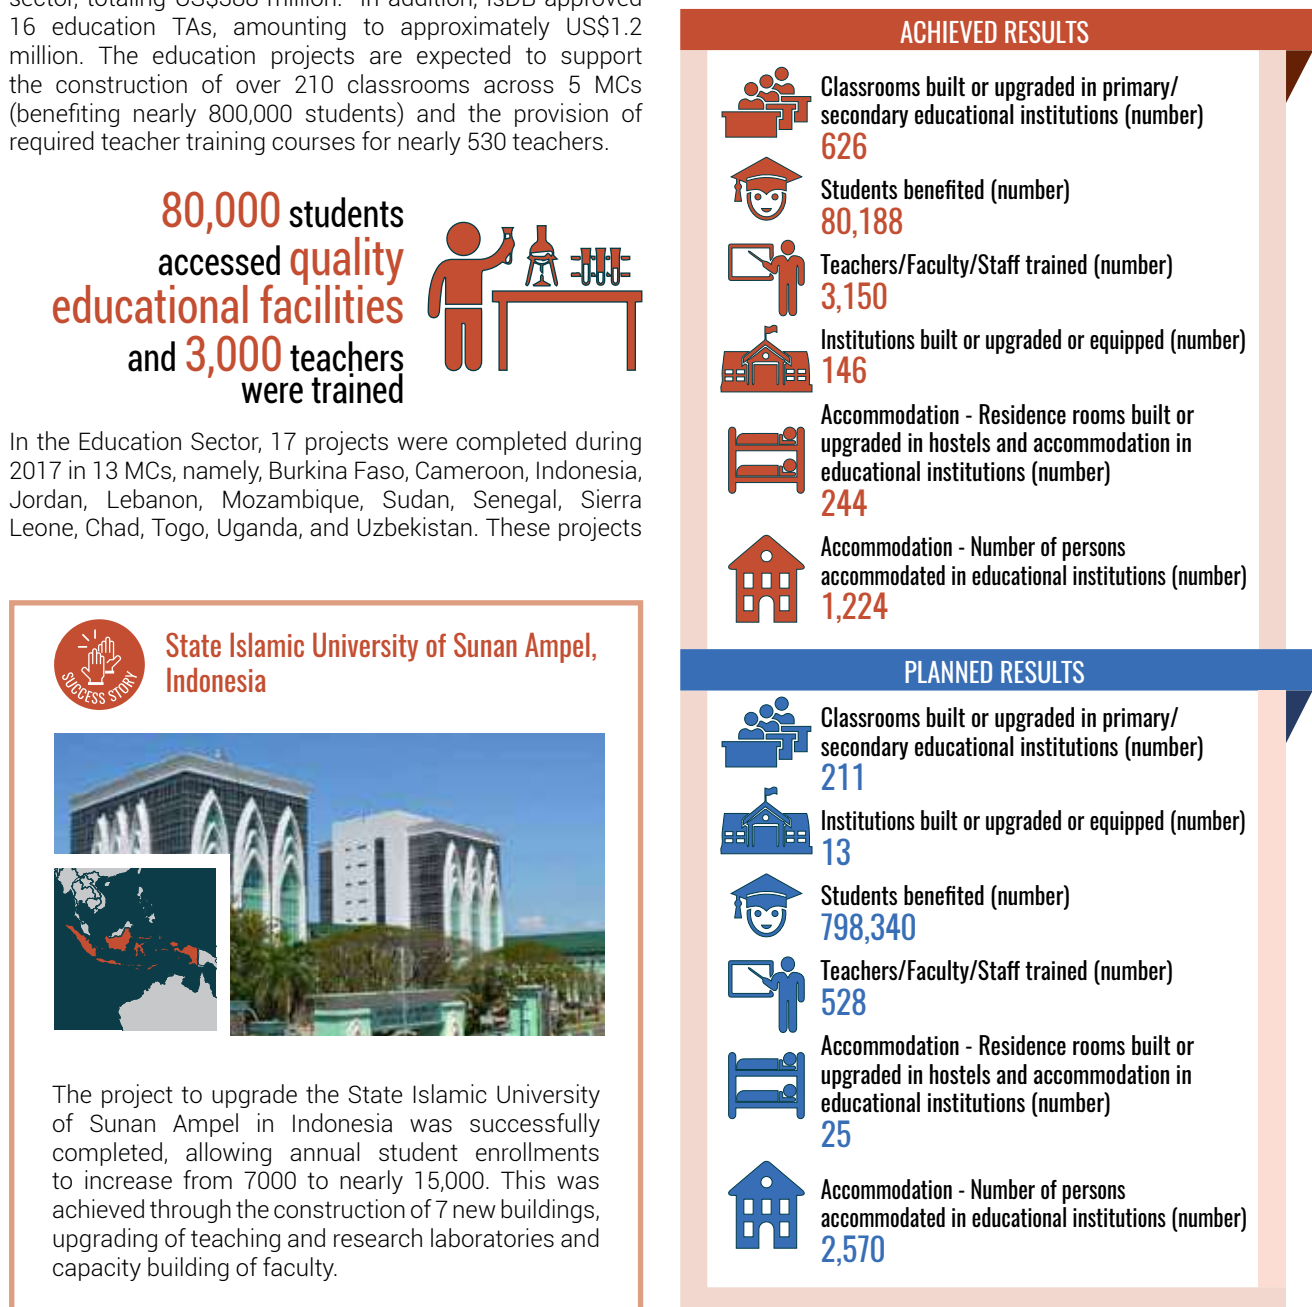 sector, totaling US$388 million. In addition, IsDB approved
16 education TAs, amounting to approximately US$1.2
million. The education projects are expected to support
the construction of over 210 classrooms across 5 MCs
(benefiting nearly 800,000 students) and the provision of
required teacher training courses for nearly 530 teachers.
80,000 students
accessed quality
educational facilities
and 3,000 teachers
were trained
In the Education Sector, 17 projects were completed during
2017 in 13 MCs, namely, Burkina Faso, Cameroon, Indonesia,
Jordan, Lebanon, Mozambique, Sudan, Senegal, Sierra
Leone, Chad, Togo, Uganda, and Uzbekistan. These projects
SUCCESS STORY
State Islamic University of Sunan Ampel,
Indonesia
The project to upgrade the State Islamic University
of Sunan Ampel in Indonesia was successfully
completed, allowing annual student enrollments
to increase from 7000 to nearly 15,000. This was
achieved through the construction of 7 new buildings,
upgrading of teaching and research laboratories and
capacity building of faculty.
ACHIEVED RESULTS
Classrooms built or upgraded in primary/
secondary educational institutions (number)
626
Students benefited (number)
80,188
Teachers/Faculty/Staff trained (number)
3,150
Institutions built or upgraded or equipped (number)
146
Accommodation - Residence rooms built or
upgraded in hostels and accommodation in
educational institutions (number)
244
Accommodation - Number of persons
accommodated in educational institutions (number)
1,224
PLANNED RESULTS
Classrooms built or upgraded in primary/
secondary educational institutions (number)
211
Institutions built or upgraded or equipped (number)
13
Students benefited (number)
798,340
Teachers/Faculty/Staff trained (number)
528
Accommodation - Residence rooms built or
upgraded in hostels and accommodation in
educational institutions (number)
25
Accommodation - Number of persons
accommodated in educational institutions (number)
2,570